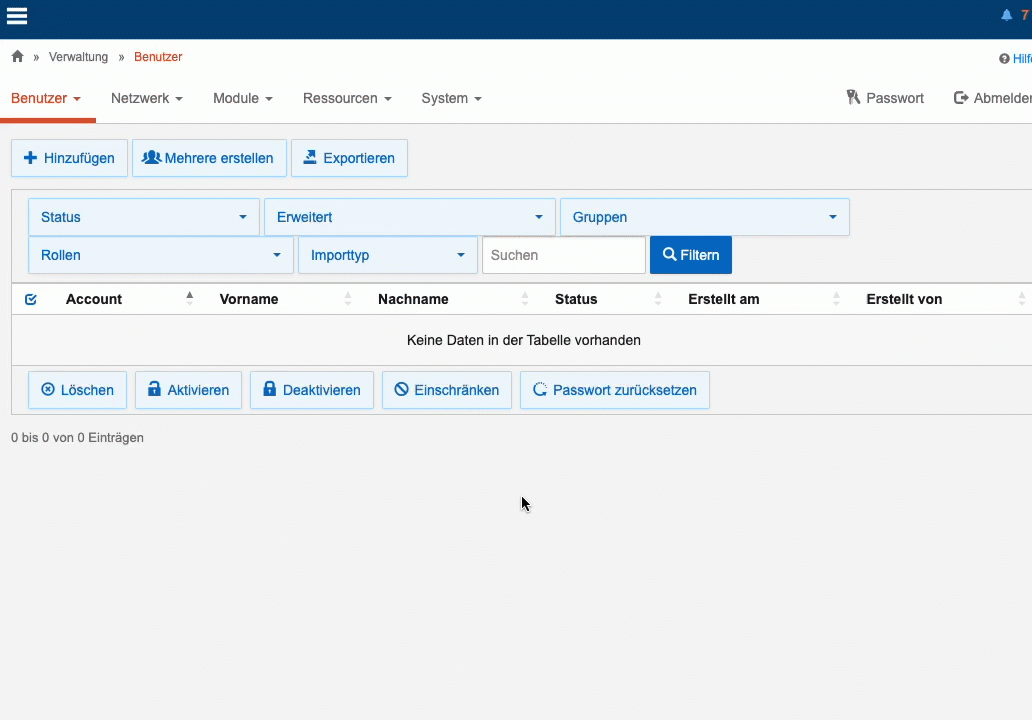 7
» Verwaltung » Benutzer
Benutzer Netzwerk Module Ressourcen System Passwort
Hinzufügen Mehrere erstellen Exportieren
Status Erweitert Gruppen
Rollen Importtyp Suchen Filtern
Account Vorname Nachname Status Erstellt am Erstellt von
Keine Daten in der Tabelle vorhanden
Löschen Aktivieren Deaktivieren Einschränken Passwort zurücksetzen
0 bis 0 von 0 Einträgen